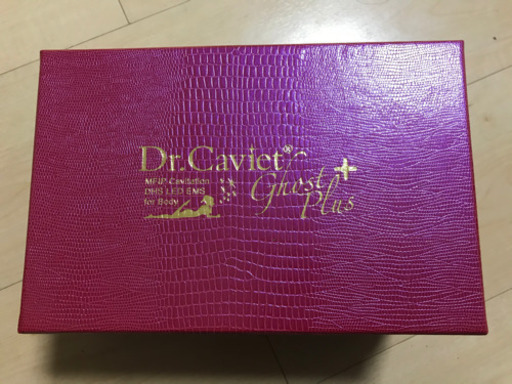 Dr.Caviet®
MFIP Cavitation
DHS LED EMS
for Body
Ghost +
Plus